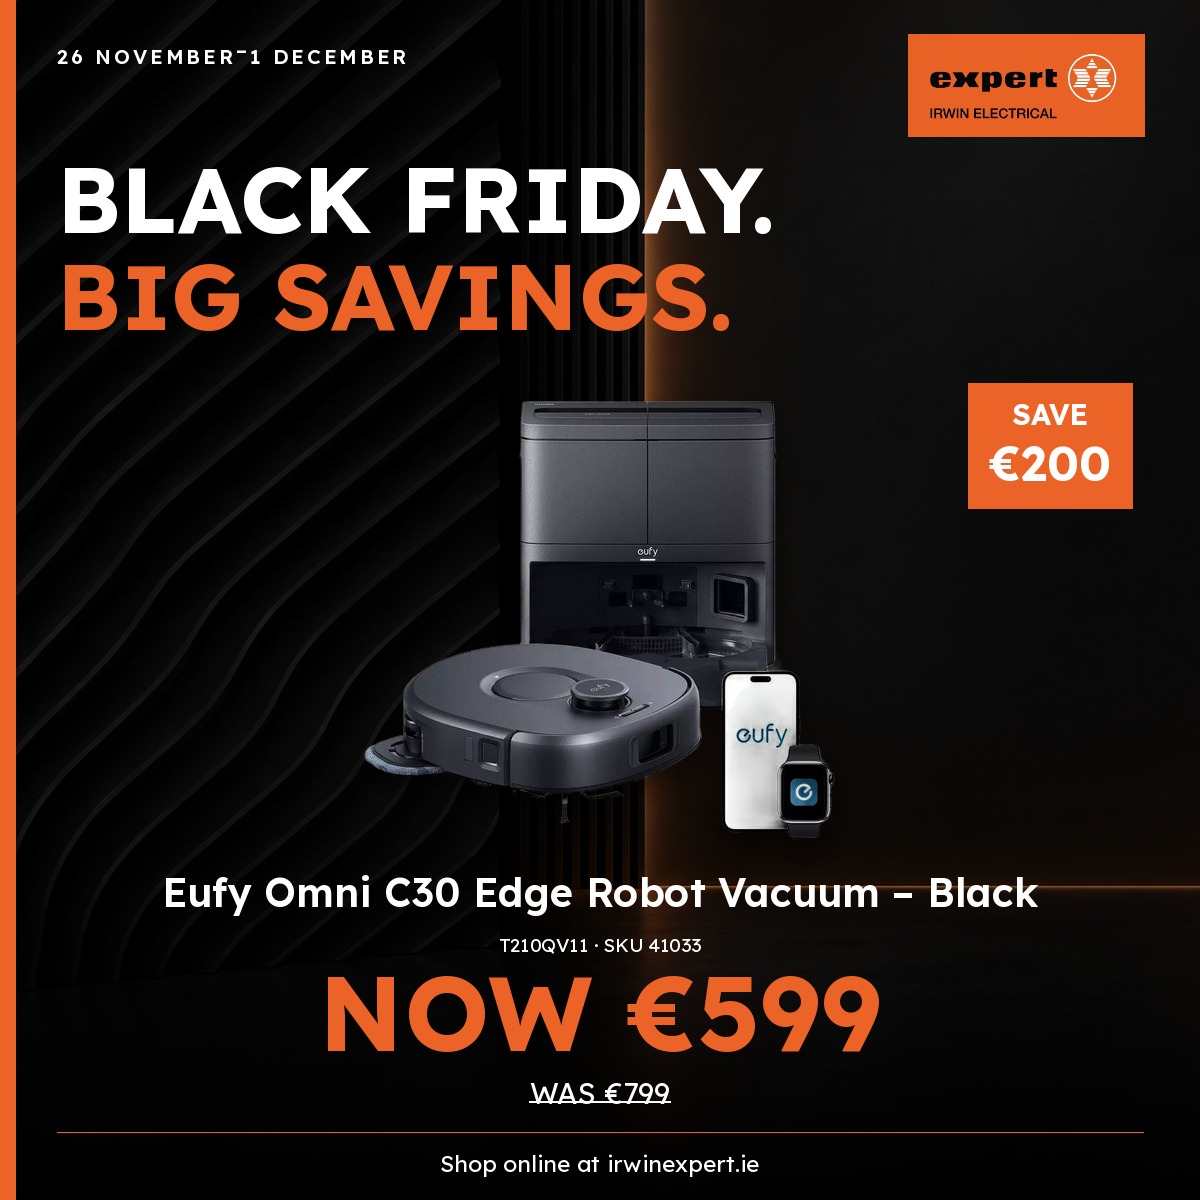 26 NOVEMBER–1 DECEMBER
expert
IRWIN ELECTRICAL
BLACK FRIDAY.
BIG SAVINGS.
SAVE
€200
eufy
eufy
eufy
Eufy Omni C30 Edge Robot Vacuum – Black
T210QV11 · SKU 41033
NOW €599
WAS €799
Shop online at irwinexpert.ie